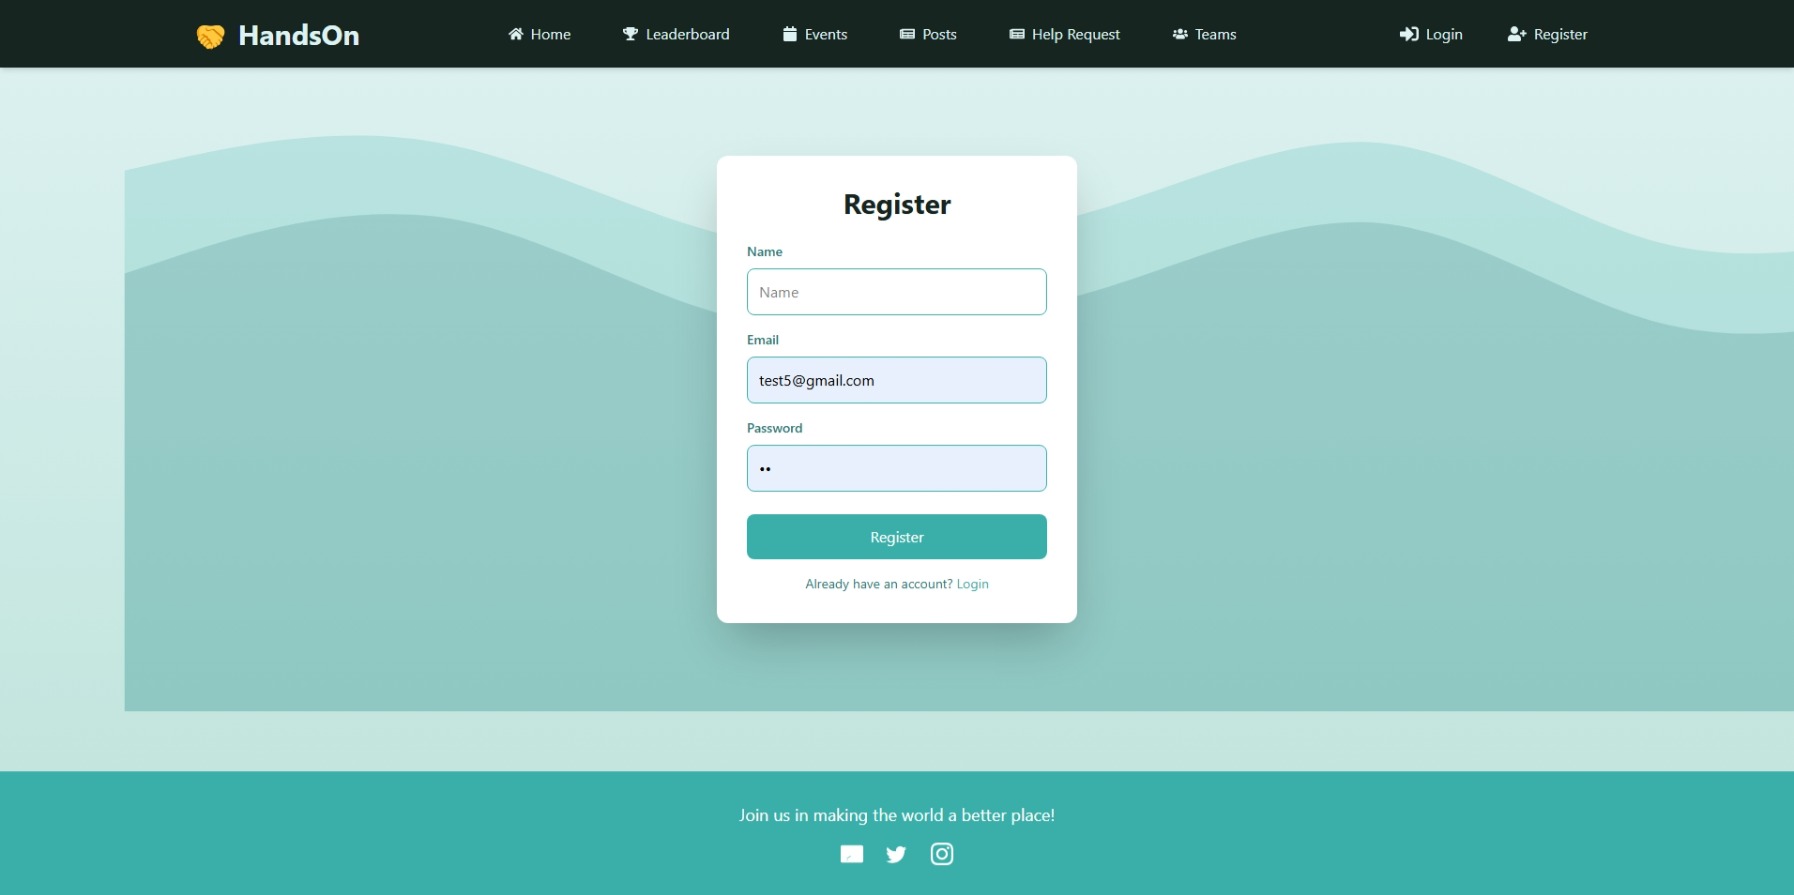 HandsOn
Home
Leaderboard
Events
Posts
Help Request
Teams
Login
Register
Register
Name
Name
Email
test5@gmail.com
Password
••
Register
Already have an account? Login
Join us in making the world a better place!